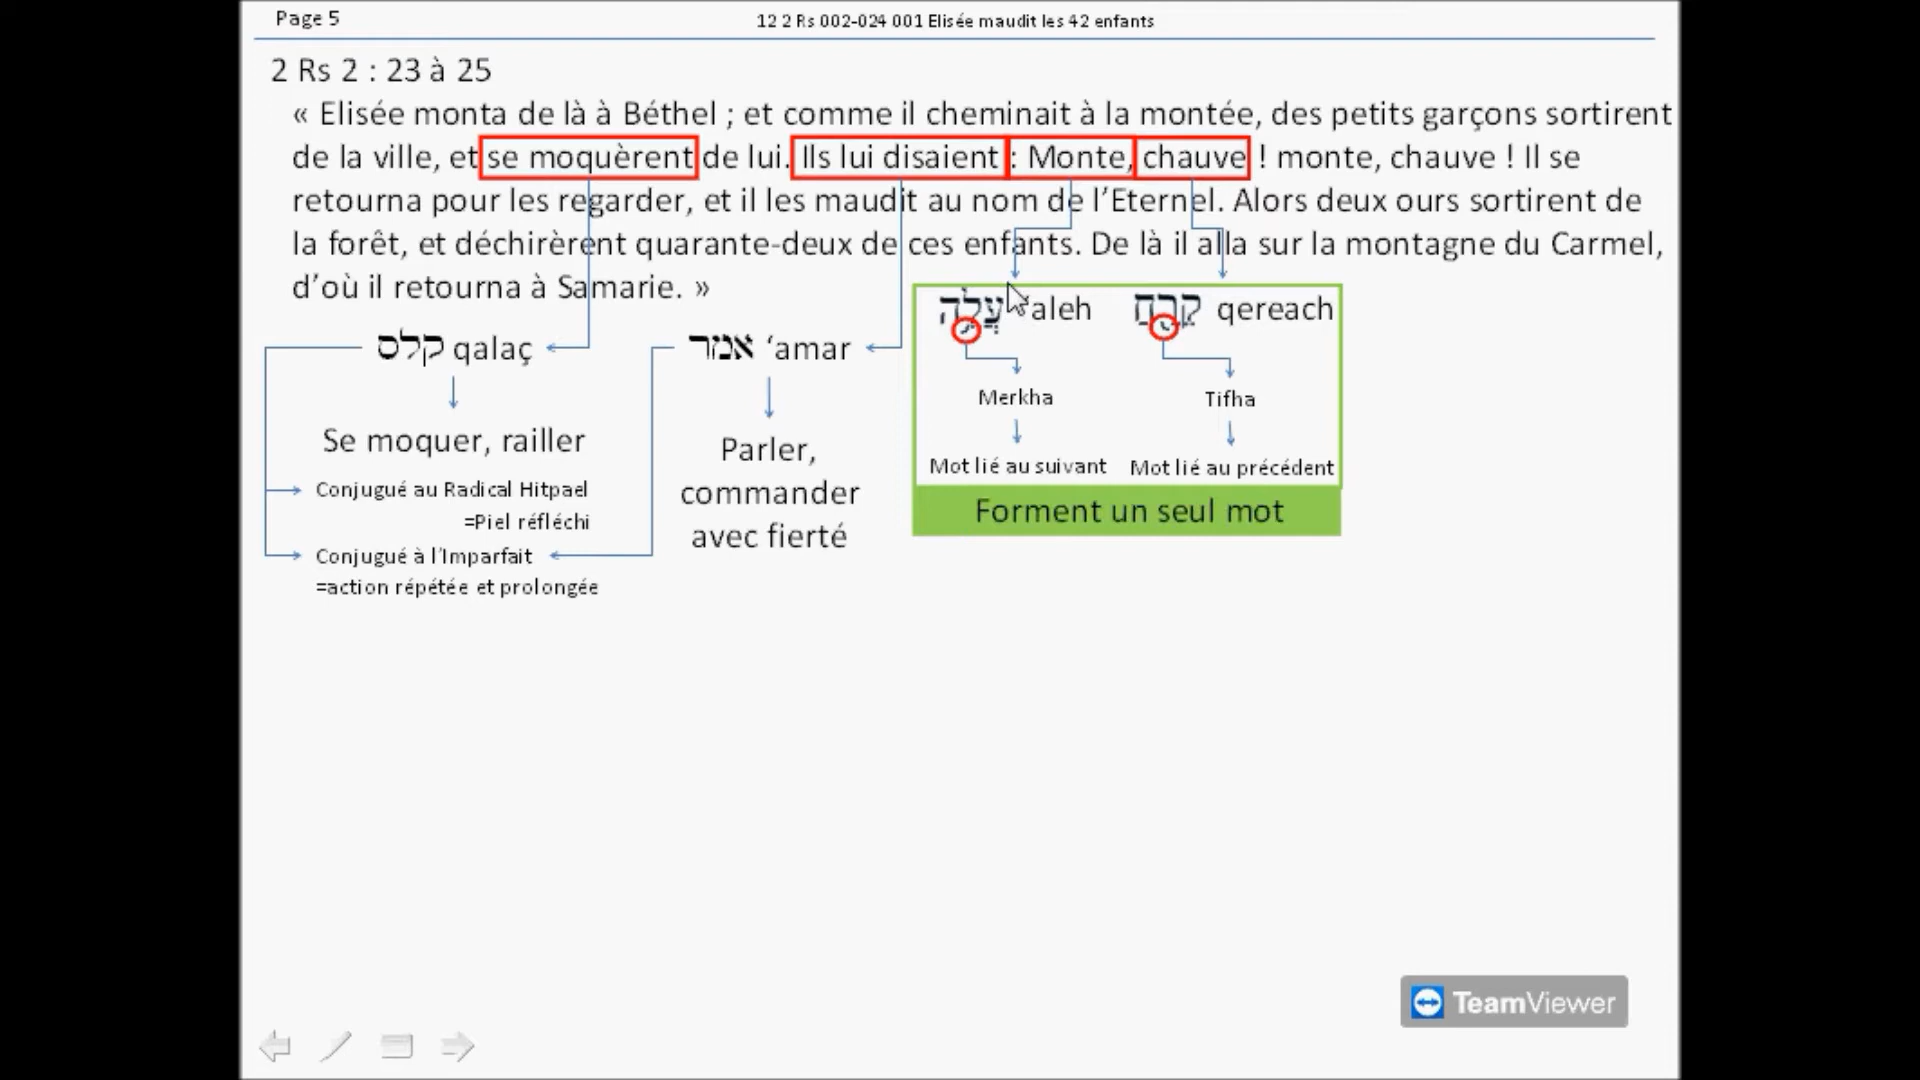 Page 5
12 2 Rs 002-024 001 Elisée maudit les 42 enfants
2 Rs 2 : 23 à 25
« Elisée monta de là à Béthel ; et comme il cheminait à la montée, des petits garçons sortirent
de la ville, et se moquèrent de lui. Ils lui disaient : Monte, chauve ! monte, chauve ! Il se
retourna pour les regarder, et il les maudit au nom de l’Eternel. Alors deux ours sortirent de
la forêt, et déchirèrent quarante-deux de ces enfants. De là il alla sur la montagne du Carmel,
d’où il retourna à Samarie. »
קלס qalaç
Se moquer, railler
Conjugué au Radical Hitpael
=Piel réfléchi
Conjugué à l’Imparfait
=action répétée et prolongée
אמר ‘amar
Parler,
commander
avec fierté
עֲלֵה aleh
Merkha
Mot lié au suivant
קֵרֵחַ qereach
Tifha
Mot lié au précédent
Forment un seul mot
TeamViewer